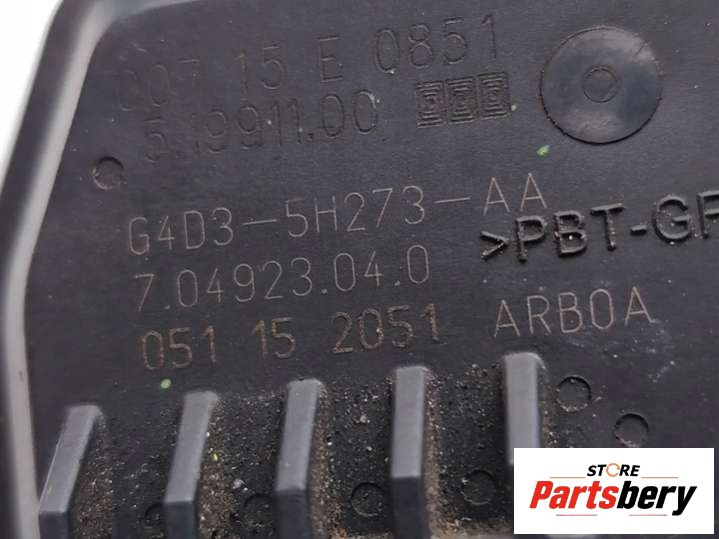 007 15 E 0851
5.19911.00
G4D3-5H273-AA
>PBT-GF
7.04923.04.0
051 15 2051 ARBOA
STORE
Partsbery